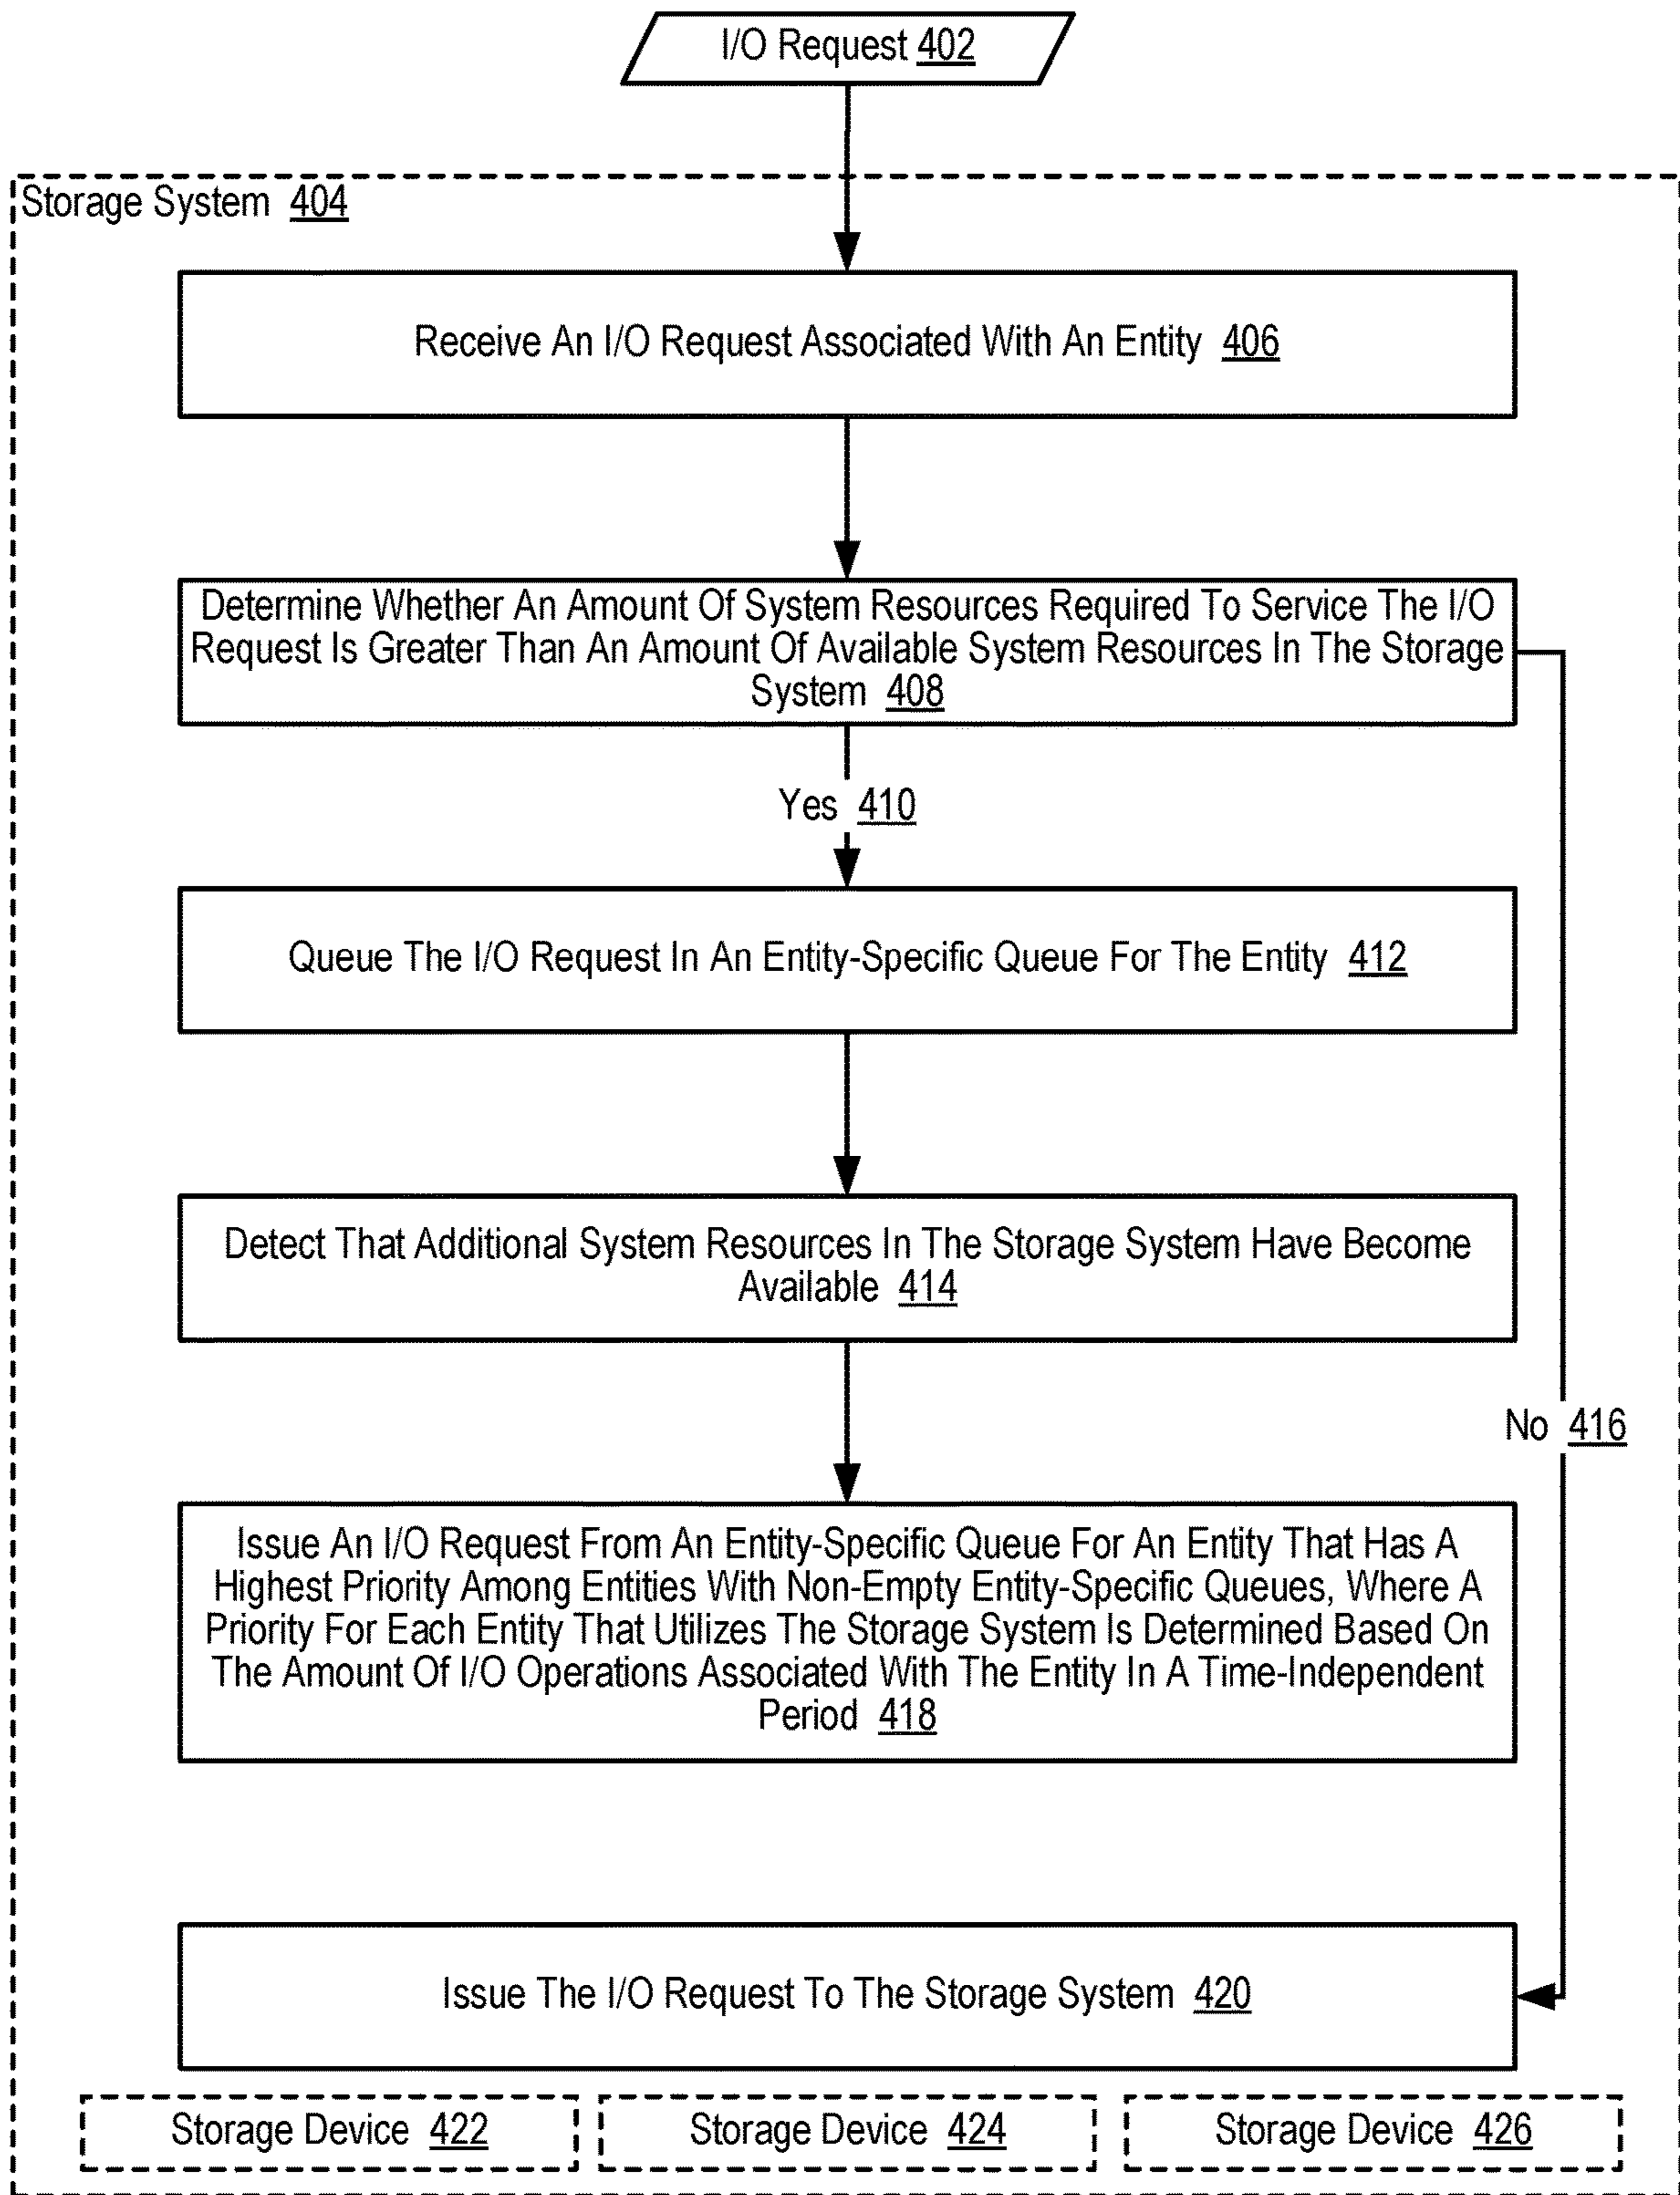 I/O Request 402
Storage System 404
Receive An I/O Request Associated With An Entity 406
Determine Whether An Amount Of System Resources Required To Service The I/O
Request Is Greater Than An Amount Of Available System Resources In The Storage
System 408
Yes 410
Queue The I/O Request In An Entity-Specific Queue For The Entity 412
Detect That Additional System Resources In The Storage System Have Become
Available 414
No 416
Issue An I/O Request From An Entity-Specific Queue For An Entity That Has A
Highest Priority Among Entities With Non-Empty Entity-Specific Queues, Where A
Priority For Each Entity That Utilizes The Storage System Is Determined Based On
The Amount Of I/O Operations Associated With The Entity In A Time-Independent
Period 418
Issue The I/O Request To The Storage System 420
Storage Device 422
Storage Device 424
Storage Device 426